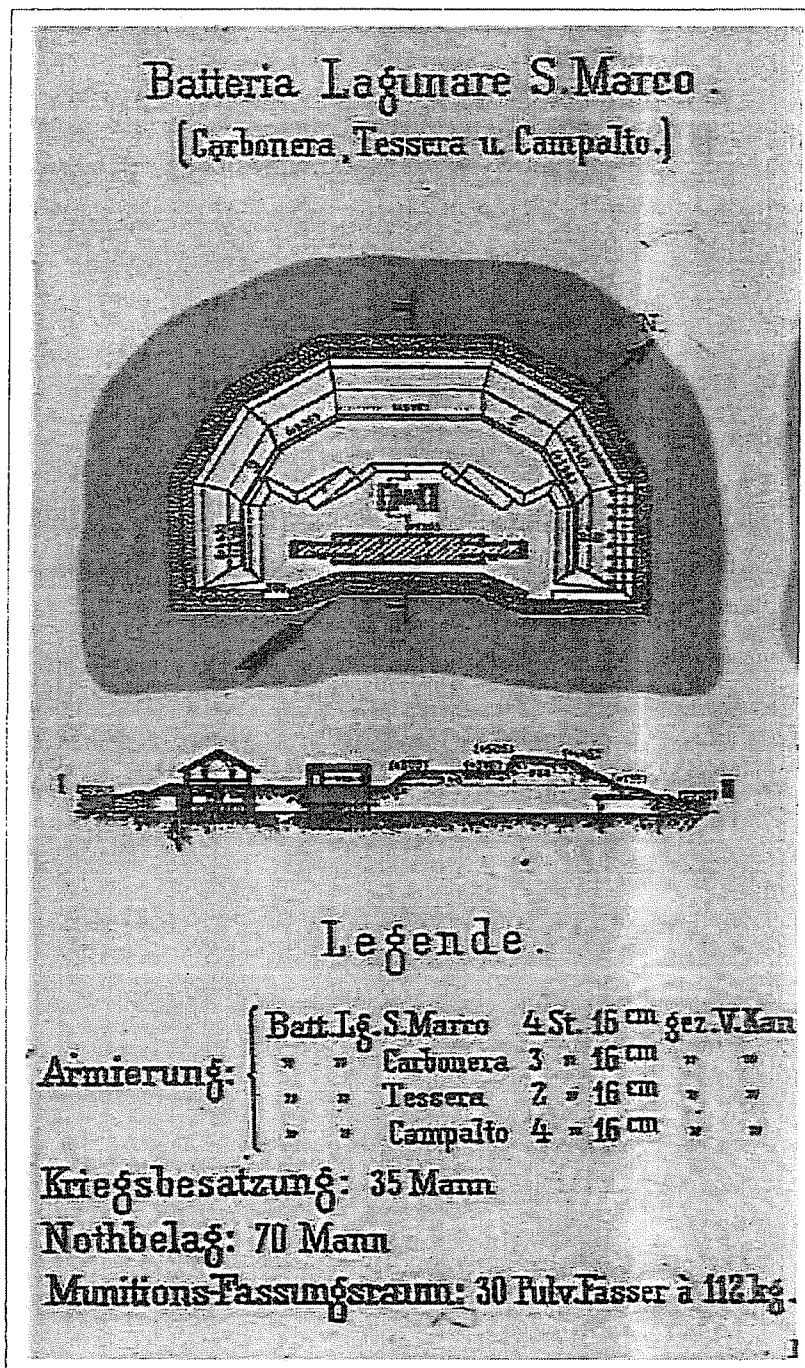 Batteria Lagunare S. Marco.
(Carbonera, Tessera u. Campalto.)
N.
I
II
Legende.
Armierung:
Batt. Lg. S. Marco 4 St. 16 cm gez. V. Kan
" " Carbonera 3 " 16 cm " "
" " Tessera 2 " 16 cm " "
" " Campalto 4 " 16 cm " "
Kriegsbesatzung: 35 Mann
Nothbelag: 70 Mann
Munitions-Fassungsraum: 30 Pulv. Fässer à 112 kg.